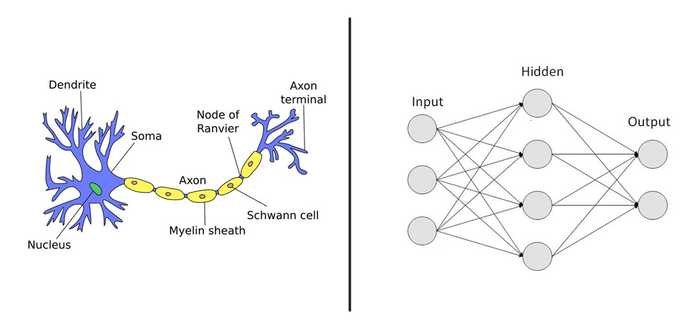 Dendrite
Soma
Nucleus
Axon
Myelin sheath
Schwann cell
Node of
Ranvier
Axon
terminal
Input
Hidden
Output